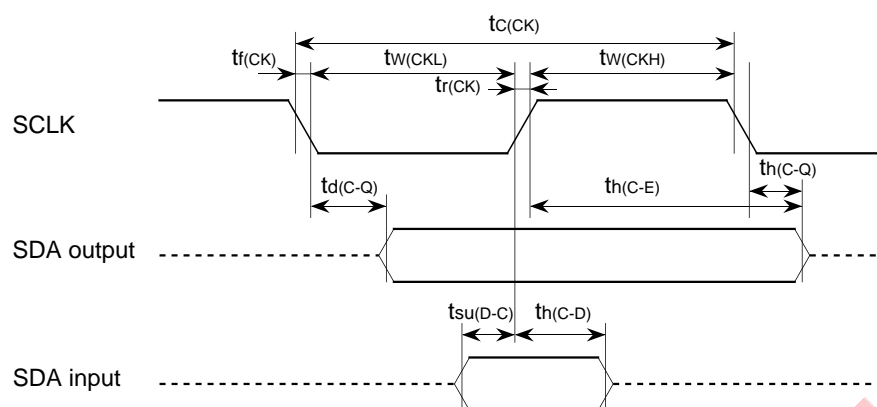 tC(CK)
tf(CK) tW(CKL) tW(CKH)
tr(CK)
SCLK
td(C-Q) th(C-E) th(C-Q)
SDA output
tsu(D-C) th(C-D)
SDA input